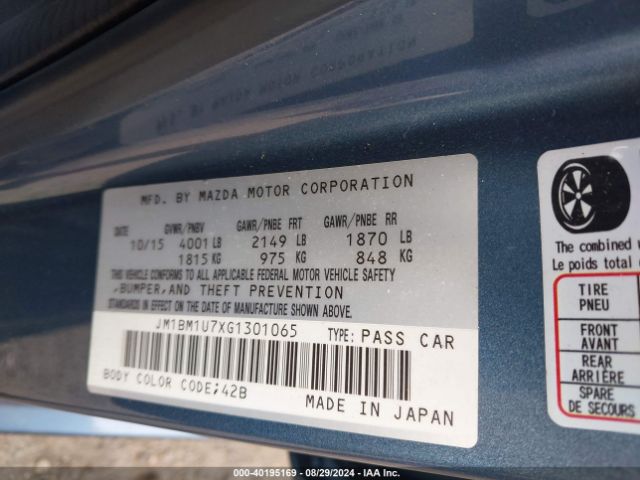 MFD. BY MAZDA MOTOR CORPORATION
DATE GVWR/PNBV GAWR/PNBE FRT GAWR/PNBE RR
10/15 4001 LB 2149 LB 1870 LB
1815 KG 975 KG 848 KG
THIS VEHICLE CONFORMS TO ALL APPLICABLE FEDERAL MOTOR VEHICLE SAFETY
,BUMPER,AND THEFT PREVENTION
STANDARDS IN EFFECT ON THE DATE OF MANUFACTURE SHOWN ABOVE.
JM1BM1U7XG1301065 TYPE: PASS CAR
BODY COLOR CODE;42B
MADE IN JAPAN
The combined
Le poids total
TIRE
PNEU
FRONT
AVANT
REAR
ARRIÈRE
SPARE
DE SECOURS
000-40195169 - 08/29/2024 - IAA Inc.